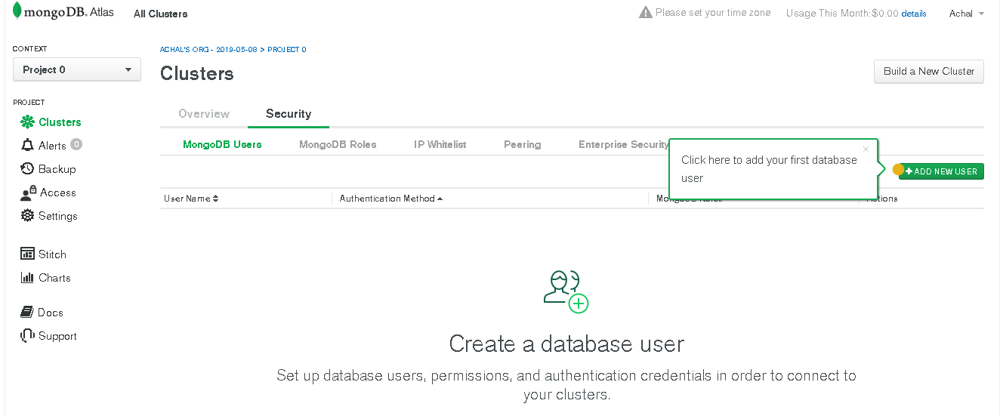 mongoDB. Atlas
All Clusters
Please set your time zone
Usage This Month:$0.00 details
Achal
CONTEXT
Project 0
ACHAL'S ORG - 2019-05-08 > PROJECT 0
Clusters
Build a New Cluster
PROJECT
Clusters
Alerts 0
Backup
Access
Settings
Stitch
Charts
Docs
Support
Overview
Security
MongoDB Users
MongoDB Roles
IP Whitelist
Peering
Enterprise Security
Click here to add your first database
user
×
+ ADD NEW USER
User Name
Authentication Method
Create a database user
Set up database users, permissions, and authentication credentials in order to connect to
your clusters.